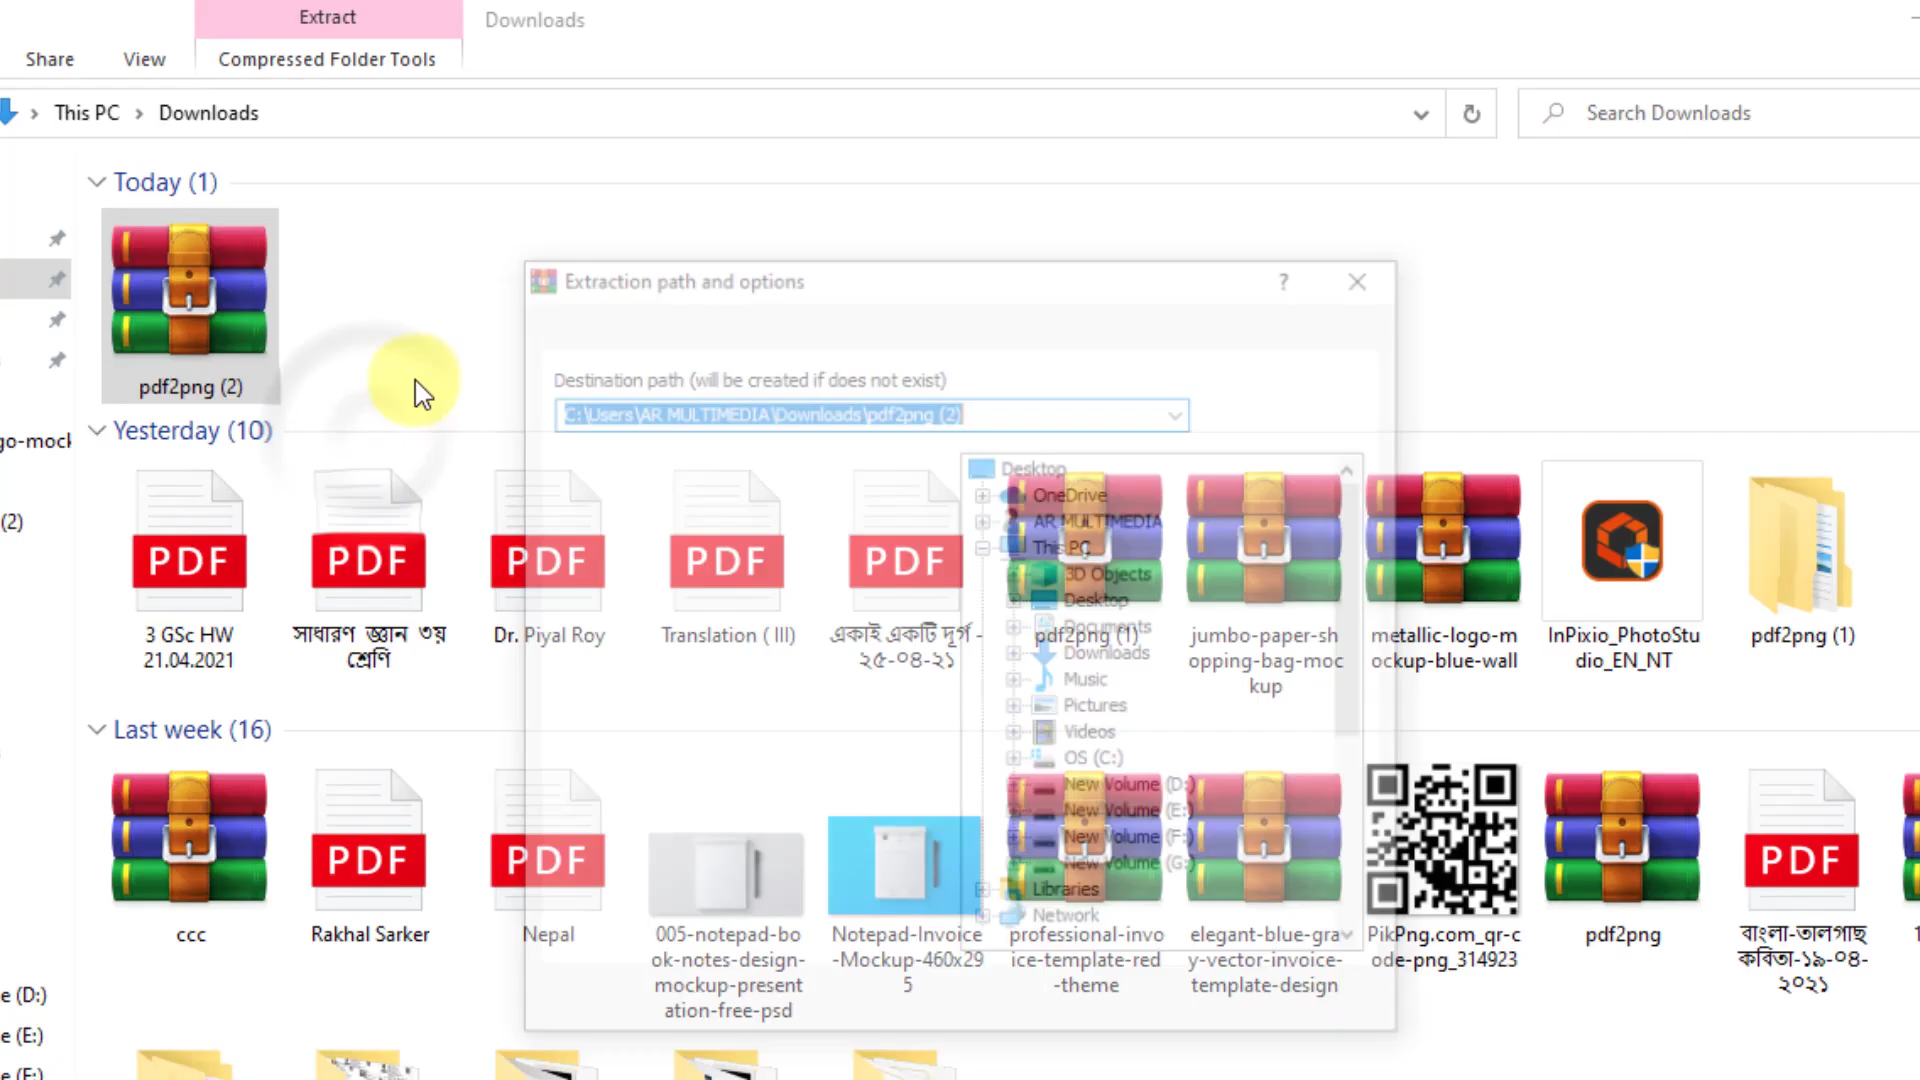 Extract
Downloads
Share
View
Compressed Folder Tools
This PC
Downloads
Search Downloads
Today (1)
pdf2png (2)
Extraction path and options
?
Destination path (will be created if does not exist)
C:\Users\AR MULTIMEDIA\Downloads\pdf2png (2)
Yesterday (10)
go-mock
(2)
Desktop
OneDrive
AR MULTIMEDIA
This PC
3D Objects
Desktop
Documents
Downloads
Music
Pictures
Videos
OS (C:)
New Volume (D:)
New Volume (E:)
New Volume (F:)
New Volume (G:)
Libraries
Network
PDF
PDF
PDF
PDF
PDF
3 GSc HW
21.04.2021
সাধারণ জ্ঞান ৩য়
শ্রেণি
Dr. Piyal Roy
Translation ( III)
একাই একটি দূর্গ -
২৫-০৪-২১
pdf2png (1)
jumbo-paper-sh
opping-bag-moc
kup
metallic-logo-m
ockup-blue-wall
InPixio_PhotoStu
dio_EN_NT
pdf2png (1)
Last week (16)
PDF
PDF
PDF
ccc
Rakhal Sarker
Nepal
005-notepad-bo
ok-notes-design-
mockup-present
ation-free-psd
Notepad-Invoice
-Mockup-460x29
5
professional-invo
ice-template-red
-theme
elegant-blue-gra
y-vector-invoice-
template-design
PikPng.com_qr-c
ode-png_314923
pdf2png
বাংলা-তালগাছ
কবিতা-১৯-০৪-
২০২১
e (D:)
e (E:)
e (F:)